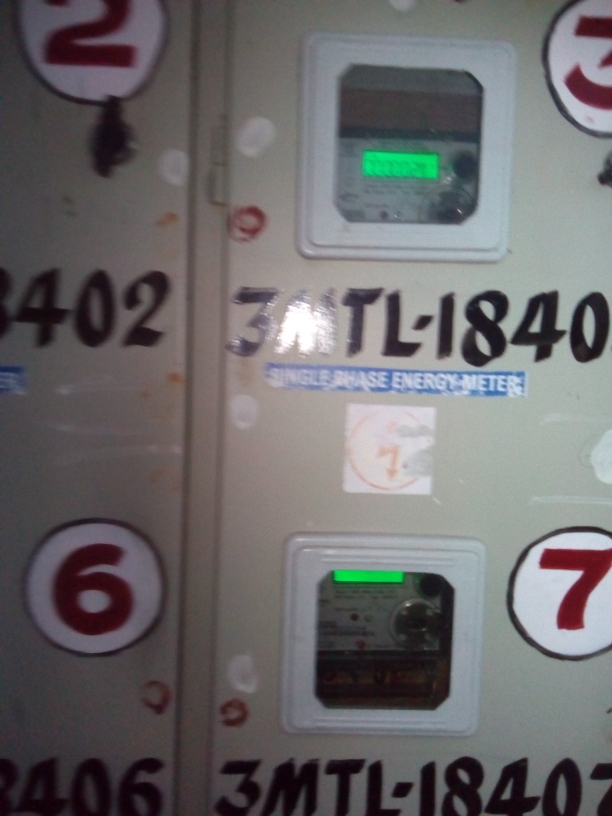 2
3
8402
3MTL-1840
SINGLE PHASE ENERGY METER
6
7
8406
3MTL-18407